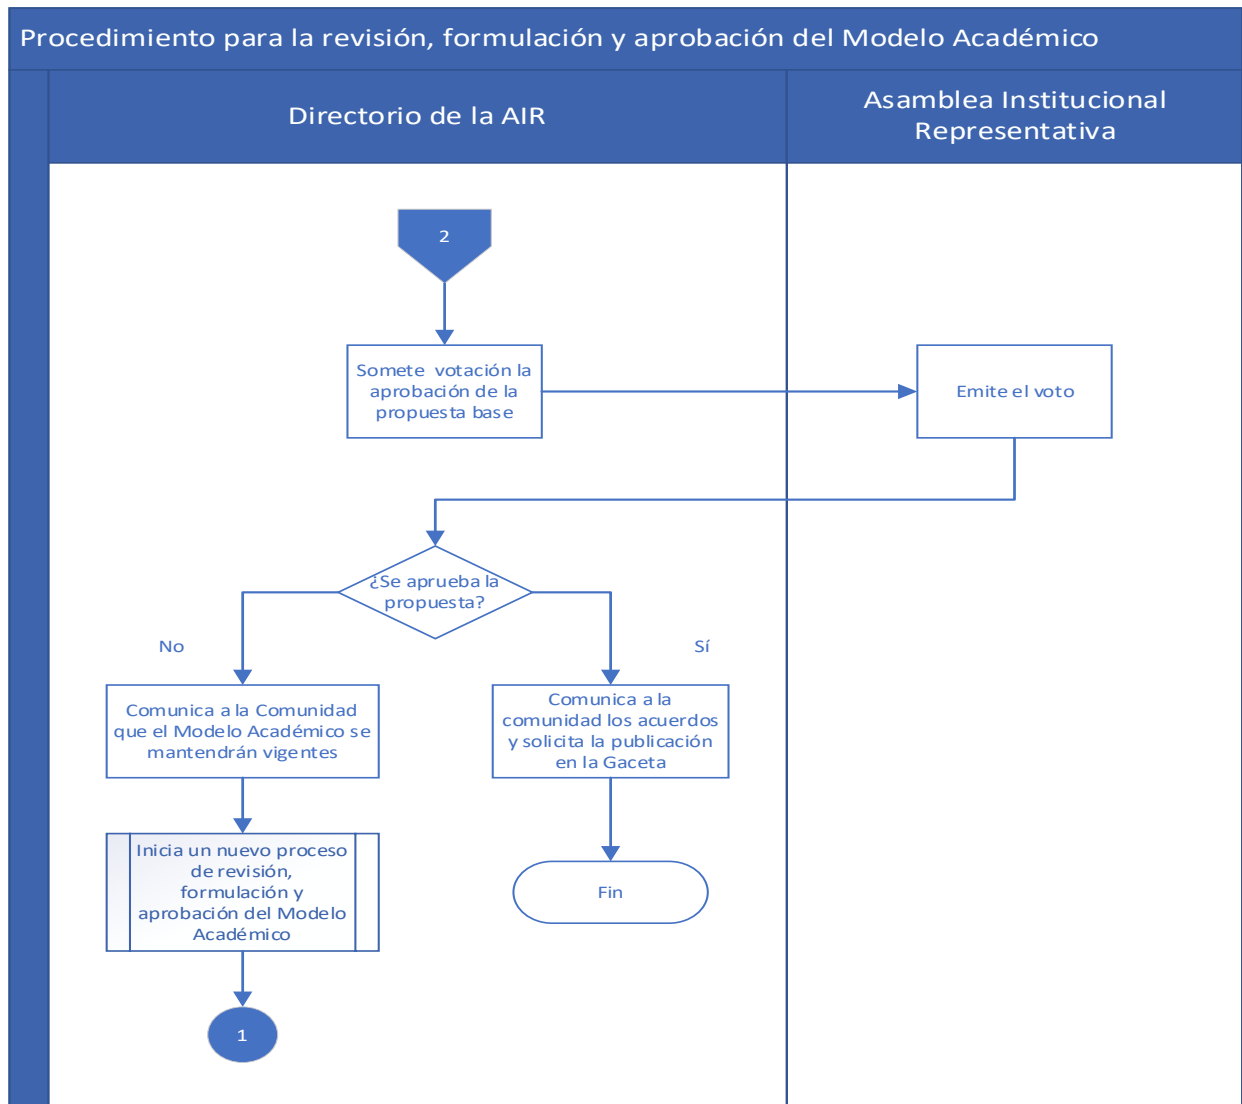 Procedimiento para la revisión, formulación y aprobación del Modelo Académico
Directorio de la AIR
Asamblea Institucional
Representativa
2
Somete votación la
aprobación de la
propuesta base
Emite el voto
¿Se aprueba la
propuesta?
No
Sí
Comunica a la Comunidad
que el Modelo Académico se
mantendrán vigentes
Comunica a la
comunidad los acuerdos
y solicita la publicación
en la Gaceta
Inicia un nuevo proceso
de revisión,
formulación y
aprobación del Modelo
Académico
Fin
1